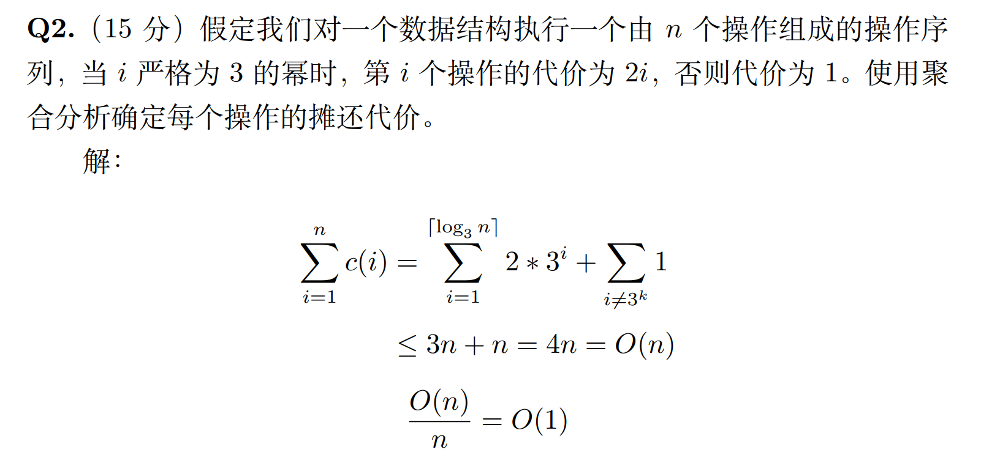 Q2.（15 分）假定我们对一个数据结构执行一个由 n 个操作组成的操作序
列，当 i 严格为 3 的幂时，第 i 个操作的代价为 2i，否则代价为 1。使用聚
合分析确定每个操作的摊还代价。
解：
\sum_{i=1}^{n} c(i) = \sum_{i=1}^{\lceil \log_3 n \rceil} 2 * 3^i + \sum_{i \neq 3^k} 1
\leq 3n + n = 4n = O(n)
\frac{O(n)}{n} = O(1)